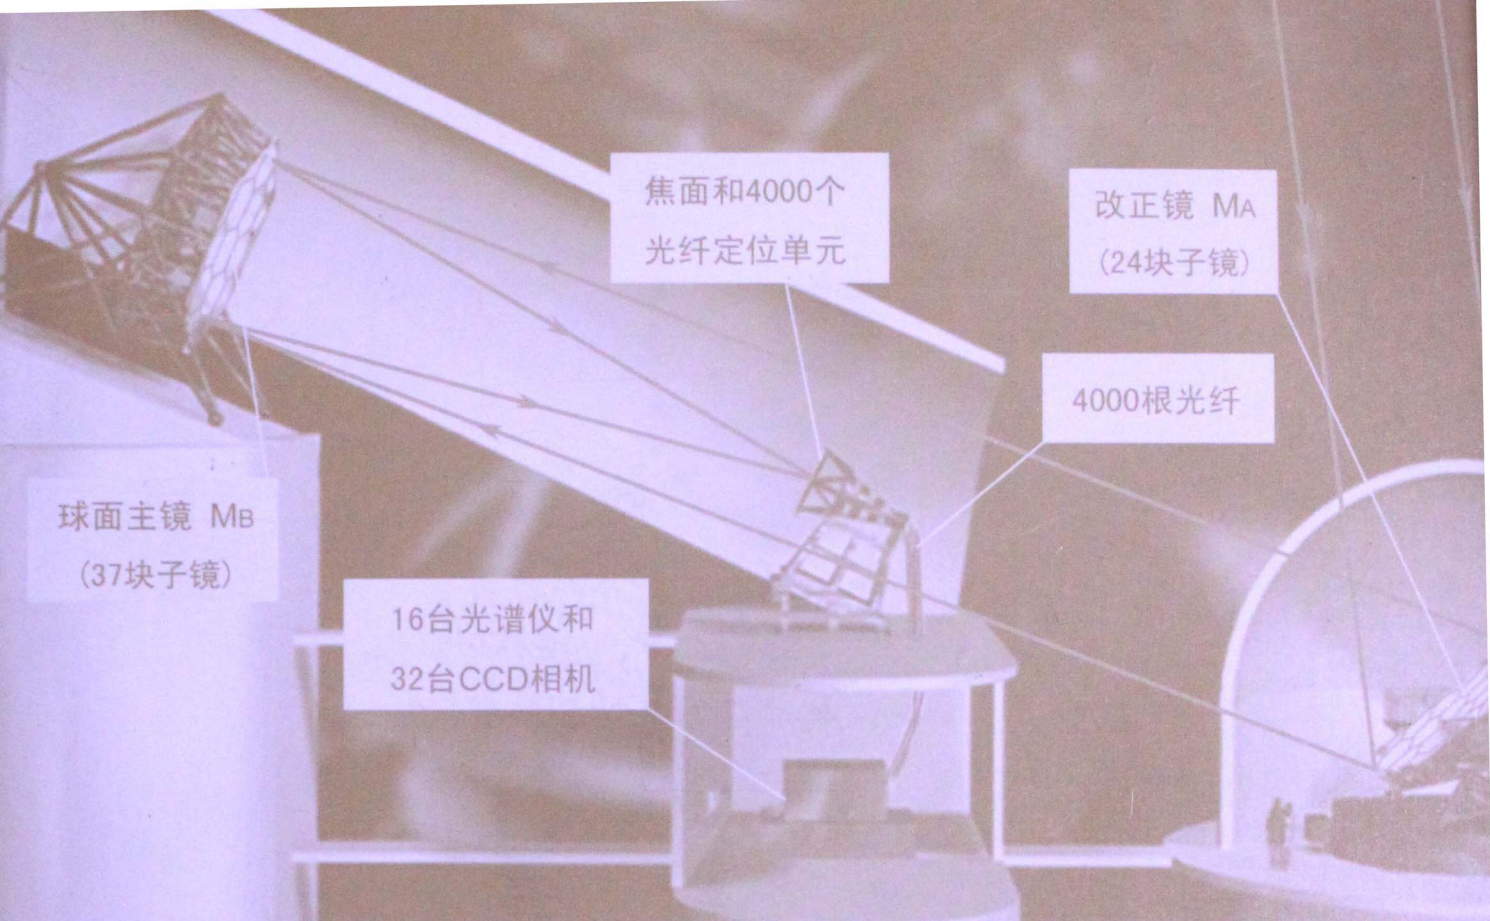 焦面和4000个
光纤定位单元
改正镜 MA
(24块子镜)
4000根光纤
球面主镜 MB
(37块子镜)
16台光谱仪和
32台CCD相机